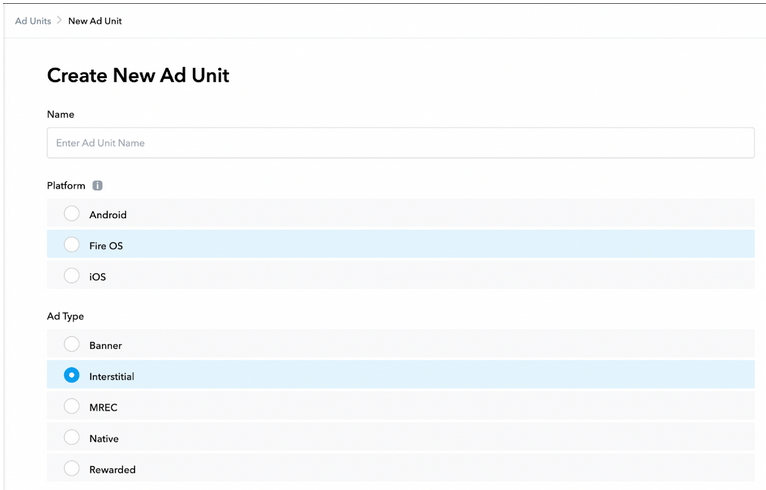 Ad Units > New Ad Unit
Create New Ad Unit
Name
Enter Ad Unit Name
Platform i
Android
Fire OS
iOS
Ad Type
Banner
Interstitial
MREC
Native
Rewarded